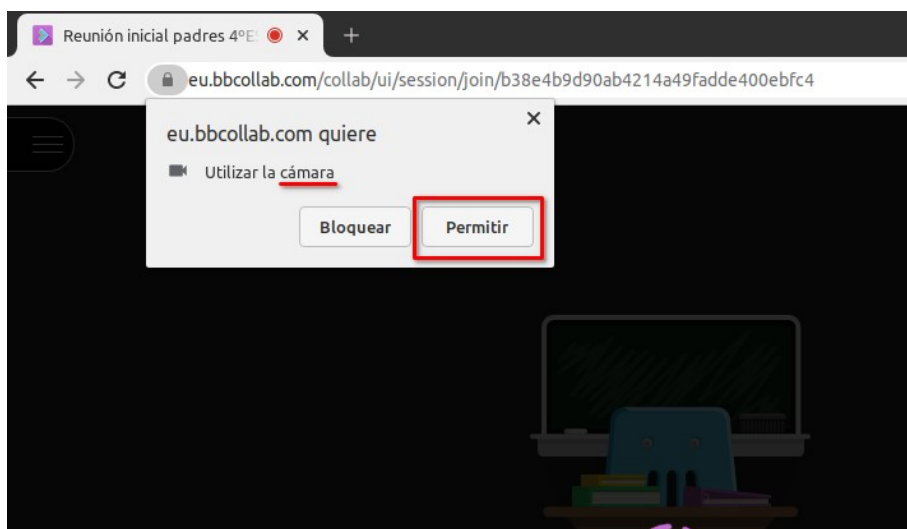 Reunión inicial padres 4ºE
eu.bbcollab.com/collab/ui/session/join/b38e4b9d90ab4214a49fadde400ebfc4
eu.bbcollab.com quiere
Utilizar la cámara
Bloquear
Permitir